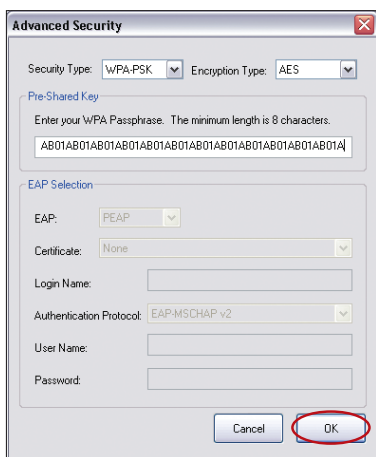 Advanced Security
Security Type: WPA-PSK Encryption Type: AES
Pre-Shared Key
Enter your WPA Passphrase. The minimum length is 8 characters.
AB01AB01AB01AB01AB01AB01AB01AB01AB01AB01AB01A
EAP Selection
EAP: PEAP
Certificate: None
Login Name:
Authentication Protocol: EAP-MSCHAP v2
User Name:
Password:
Cancel OK